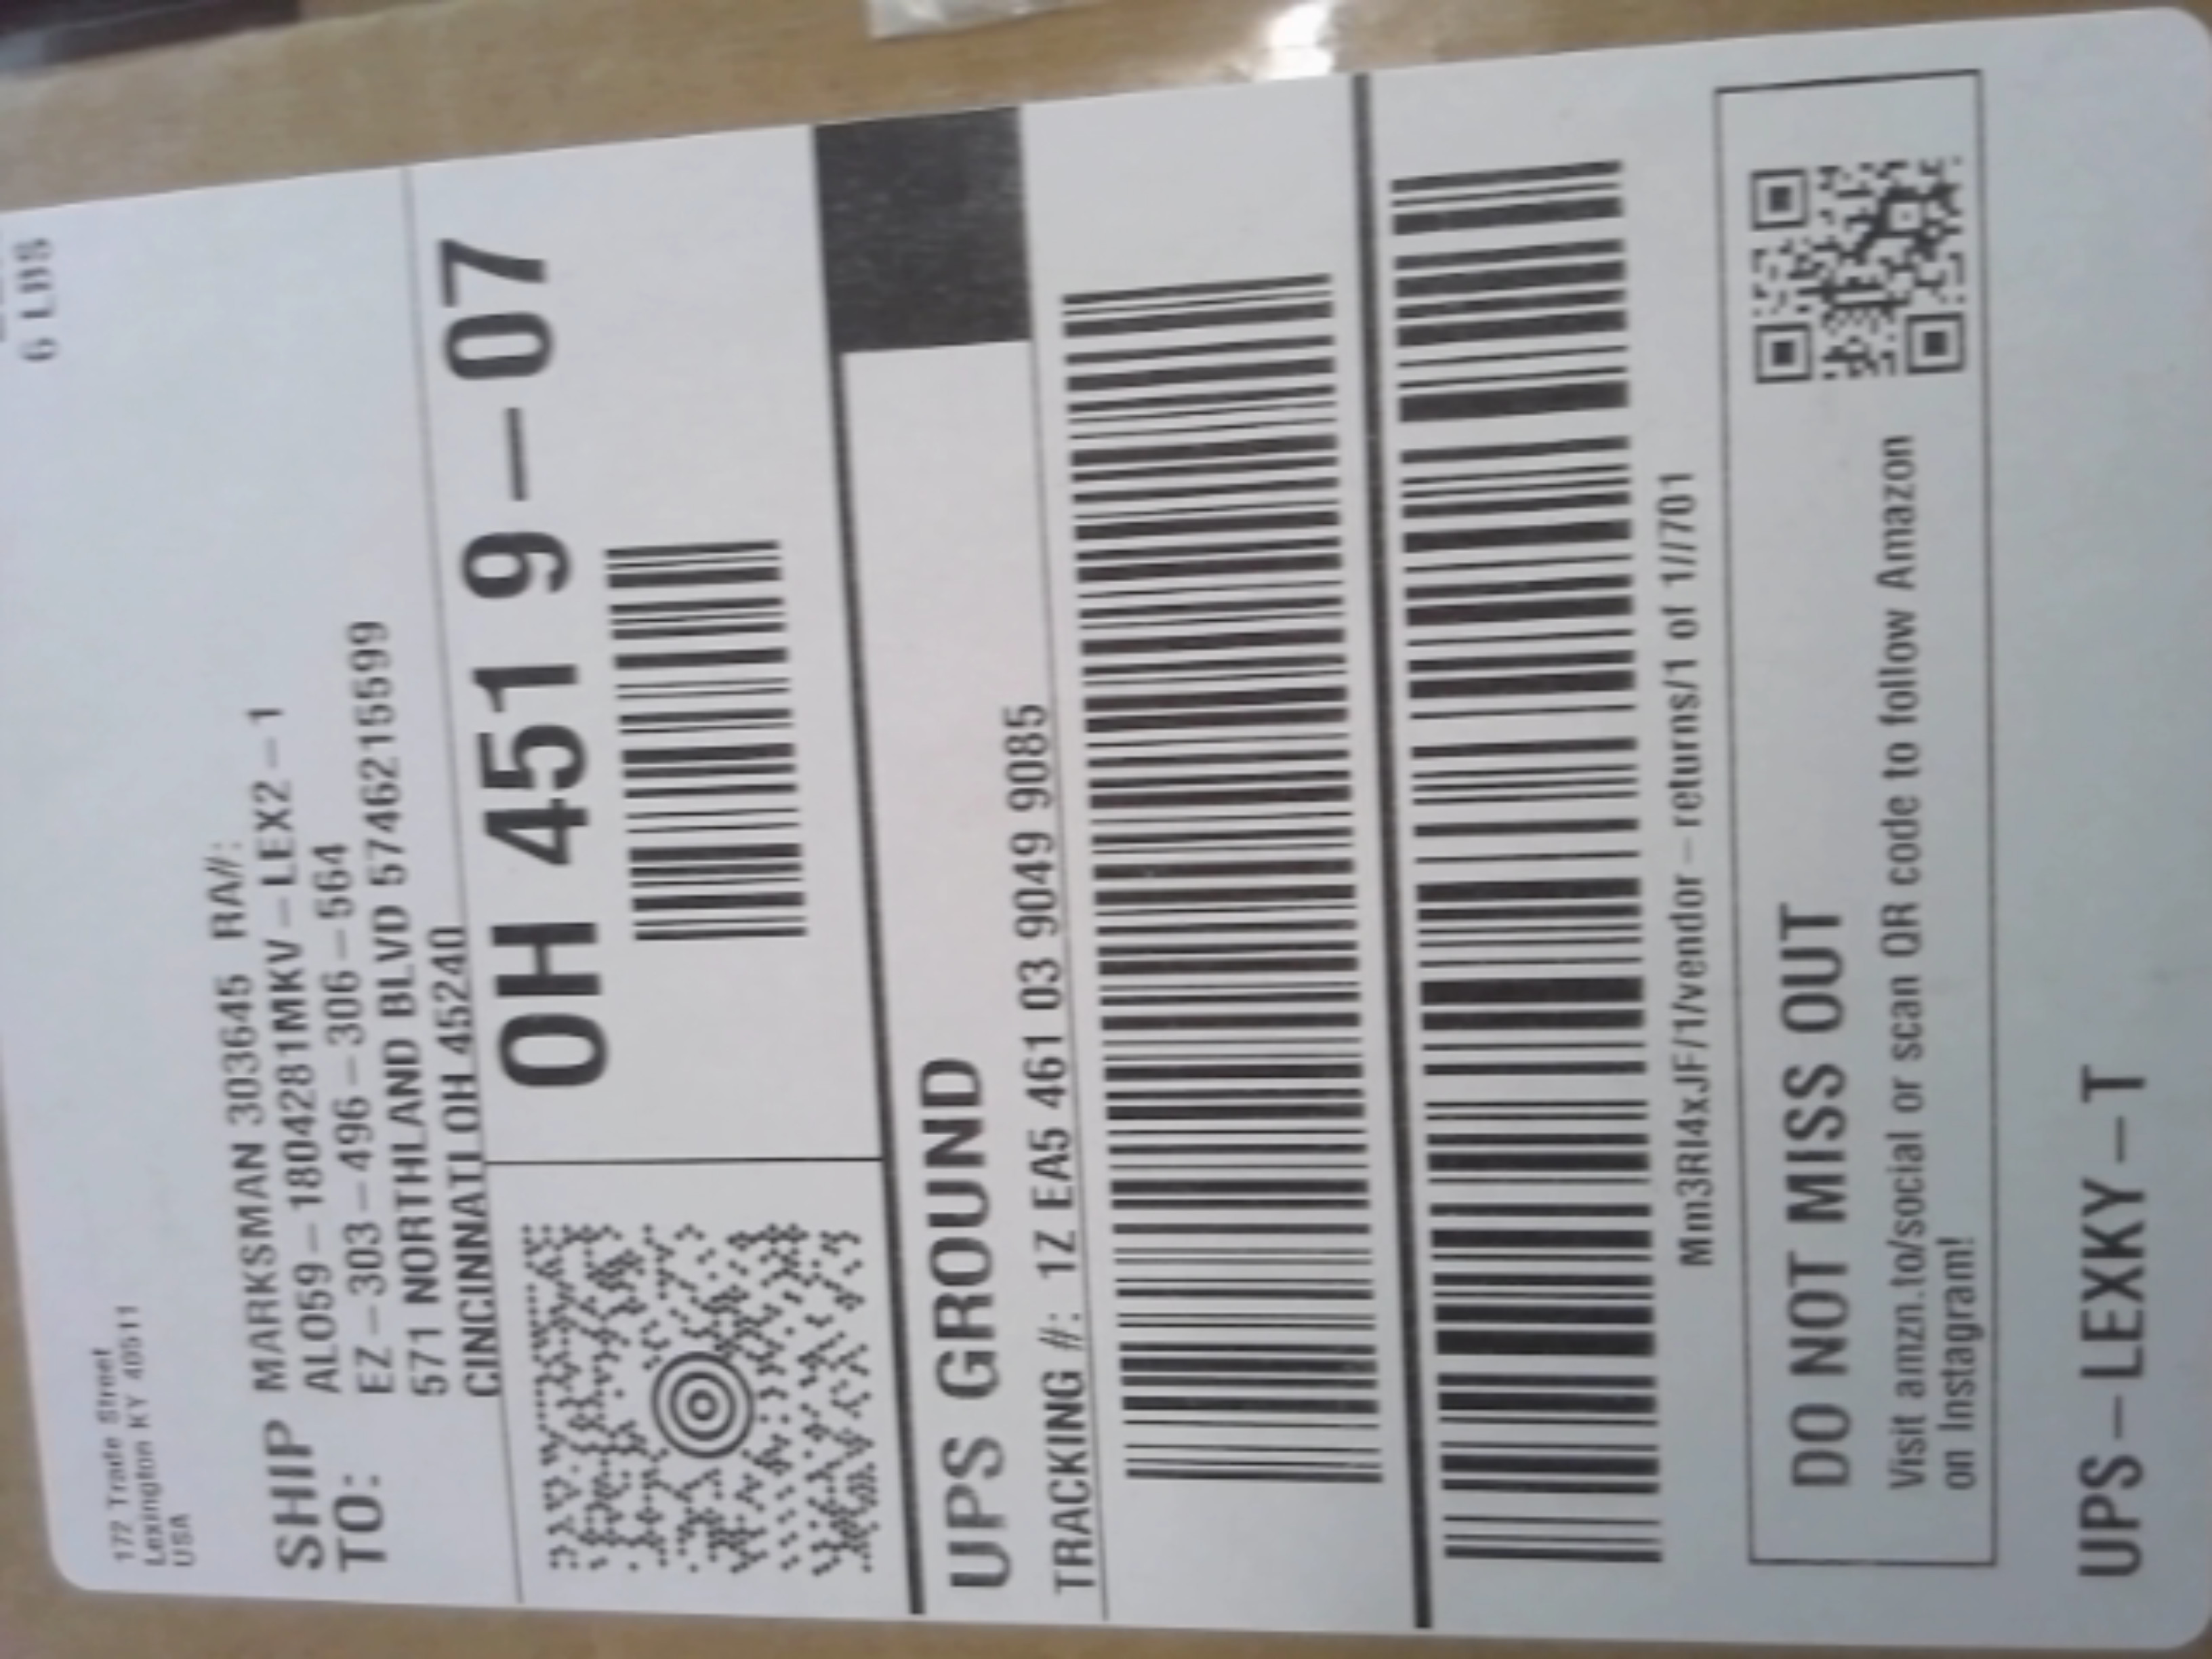 6 LBS
177 Trade Street
Lexington KY 40511
USA
SHIP TO:
MARKSMAN 303645 RA#:
AL059-1804281MKV-LEX2-1
EZ-303-496-306-564
571 NORTHLAND BLVD 5746215599
CINCINNATI OH 45240
OH 451 9-07
UPS GROUND
TRACKING #: 1Z EA5 461 03 9049 9085
Mm3RI4xJF/1/vendor-returns/1 of 1//701
DO NOT MISS OUT
Visit amzn.to/social or scan QR code to follow Amazon
on Instagram!
UPS-LEXKY-T